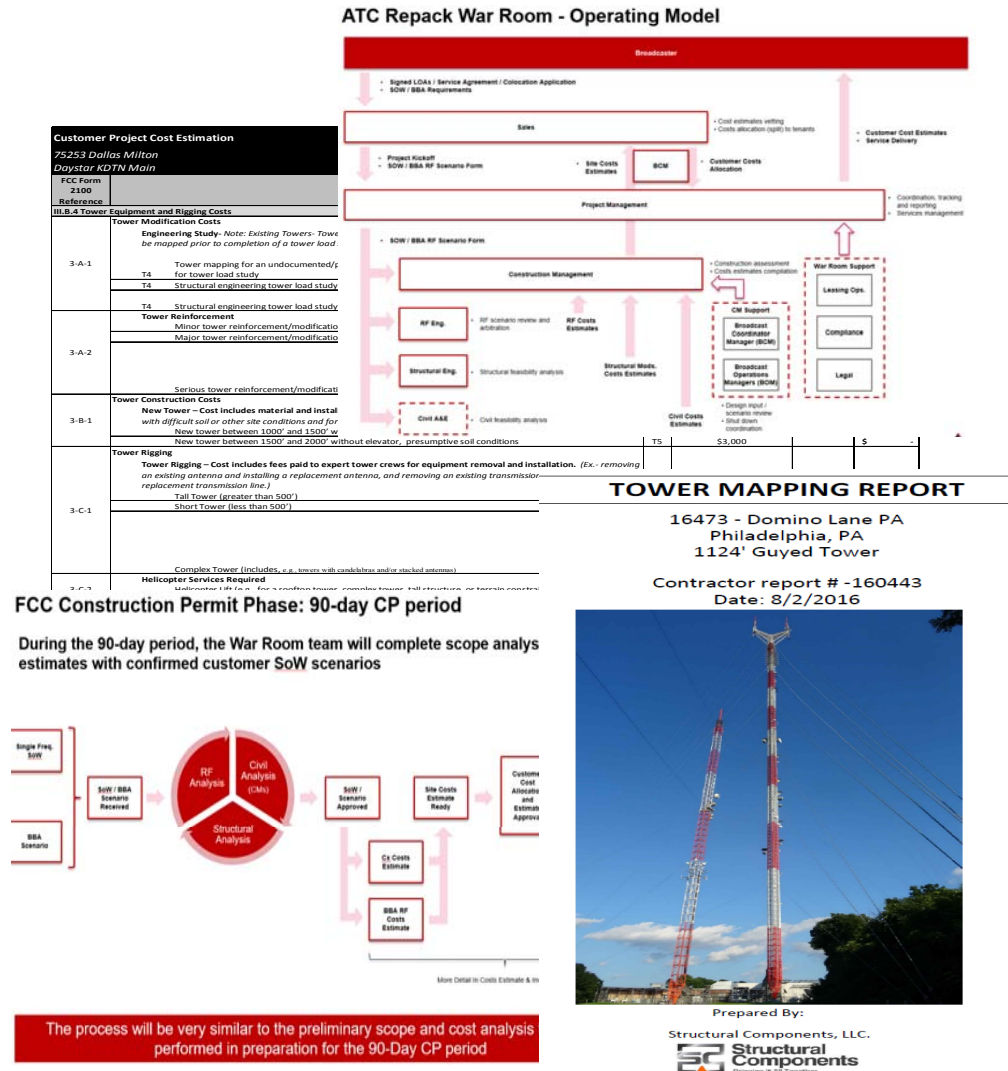 ATC Repack War Room - Operating Model
Broadcaster
• Signed LOAs / Service Agreement / Colocation Application
• SOW / BBA Requirements
Sales
• Cost estimates vetting
• Costs allocation (split) to tenants
• Customer Cost Estimates
• Service Delivery
• Project Kickoff
• SOW / BBA RF Scenario Form
• Site Costs
Estimates
BCM
• Customer Costs
Allocation
Project Management
• Coordination, tracking
and reporting
• Services management
• SOW / BBA RF Scenario Form
Construction Management
• Construction assessment
• Costs estimates compilation
War Room Support
Leasing Ops.
Compliance
Legal
CM Support
Broadcast
Coordinator
Manager (BCM)
Broadcast
Operations
Managers (BOM)
• Design input /
scenario review
• Shut down
coordination
RF Eng.
• RF scenario review and
arbitration
RF Costs
Estimates
Structural Eng.
• Structural feasibility analysis
Structural Mods.
Costs Estimates
Civil A&E
• Civil feasibility analysis
Civil Costs
Estimates
Customer Project Cost Estimation
75253 Dallas Milton
Daystar KDTN Main
FCC Form
2100
Reference
III.B.4 Tower Equipment and Rigging Costs
Tower Modification Costs
Engineering Study- Note: Existing Towers- Towe
be mapped prior to completion of a tower load
3-A-1
Tower mapping for an undocumented/p
T4 for tower load study
T4 Structural engineering tower load study
T4 Structural engineering tower load study
Tower Reinforcement
Minor tower reinforcement/modificatio
Major tower reinforcement/modificatio
3-A-2
Serious tower reinforcement/modificati
Tower Construction Costs
New Tower – Cost includes material and instal
3-B-1
with difficult soil or other site conditions and for
New tower between 1000' and 1500' w
New tower between 1500' and 2000' without elevator, presumptive soil conditions T5 $3,000 $ -
Tower Rigging
Tower Rigging – Cost includes fees paid to expert tower crews for equipment removal and installation. (Ex.- removing
an existing antenna and installing a replacement antenna, and removing an existing transmission
replacement transmission line.)
Tall Tower (greater than 500')
Short Tower (less than 500')
3-C-1
Complex Tower (includes, e.g., towers with candelabras and/or stacked antennas)
Helicopter Services Required
3-C-2
TOWER MAPPING REPORT
16473 - Domino Lane PA
Philadelphia, PA
1124' Guyed Tower
Contractor report # -160443
Date: 8/2/2016
Prepared By:
Structural Components, LLC.
SC Structural
Components
FCC Construction Permit Phase: 90-day CP period
During the 90-day period, the War Room team will complete scope analys
estimates with confirmed customer SoW scenarios
Single Freq.
SoW
BBA
Scenario
SoW / BBA
Scenario
Received
RF
Analysis
Civil
Analysis
(CMs)
Structural
Analysis
SoW /
Scenario
Approved
Site Costs
Estimate
Ready
Custome
Cost
Allocatio
and
Estimate
Approva
Cx Costs
Estimate
BBA RF
Costs
Estimate
More Detail in Costs Estimate & In
The process will be very similar to the preliminary scope and cost analysis
performed in preparation for the 90-Day CP period